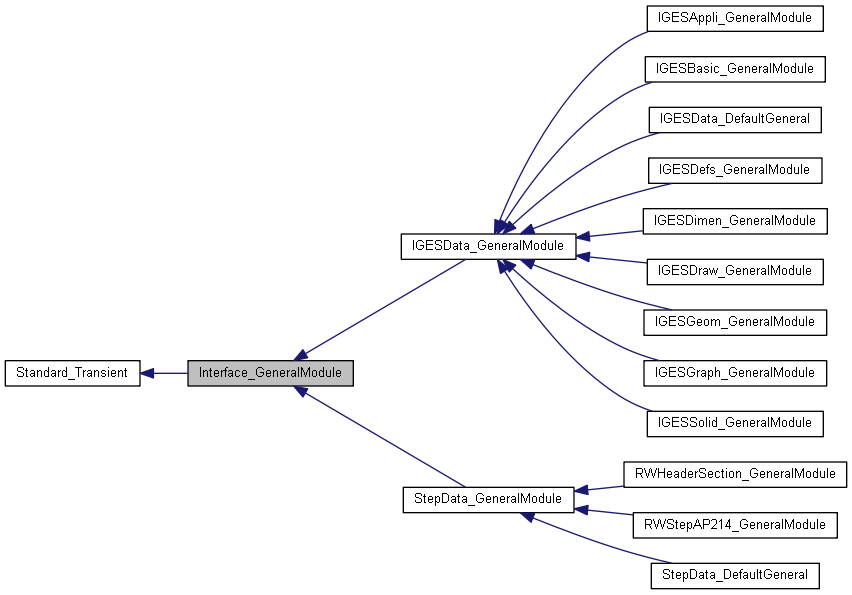 IGESAppli_GeneralModule
IGESBasic_GeneralModule
IGESData_DefaultGeneral
IGESDefs_GeneralModule
IGESDimen_GeneralModule
IGESData_GeneralModule
IGESDraw_GeneralModule
IGESGeom_GeneralModule
Standard_Transient
Interface_GeneralModule
IGESGraph_GeneralModule
IGESSolid_GeneralModule
RWHeaderSection_GeneralModule
StepData_GeneralModule
RWStepAP214_GeneralModule
StepData_DefaultGeneral